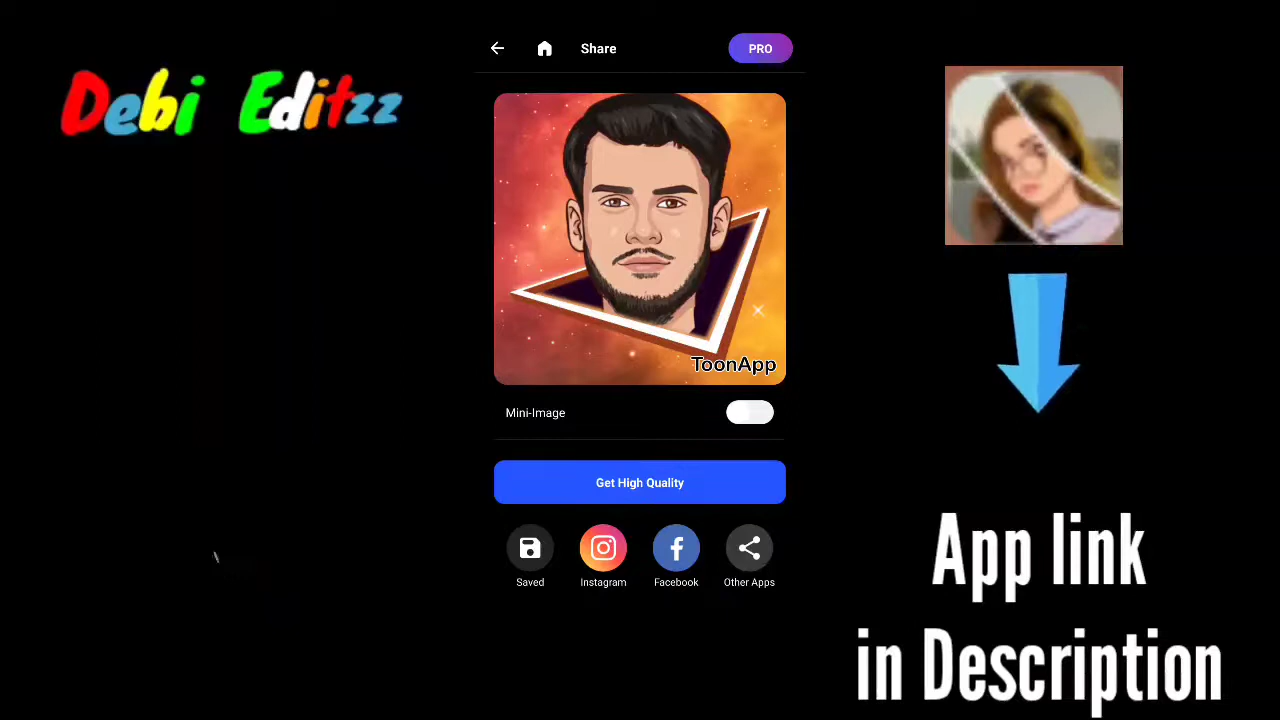 Debi Editzz
Share
PRO
ToonApp
Mini-Image
Get High Quality
Saved
Instagram
Facebook
Other Apps
App link
in Description